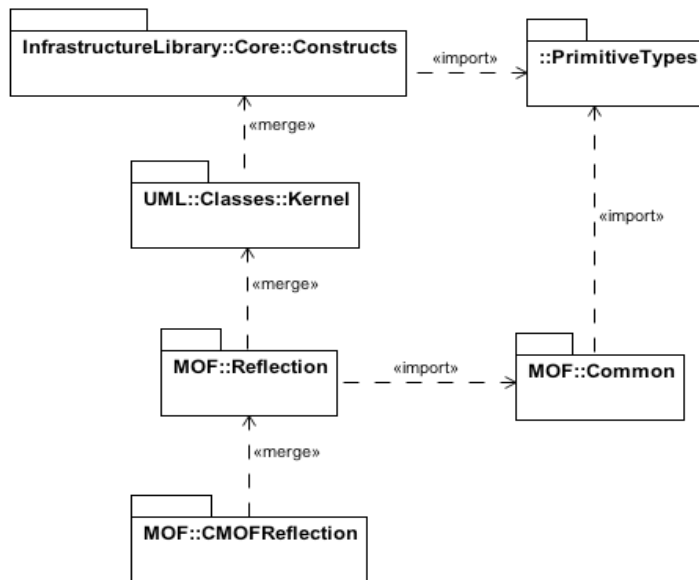 InfrastructureLibrary::Core::Constructs
«import»
::PrimitiveTypes
«merge»
UML::Classes::Kernel
«import»
«merge»
MOF::Reflection
«import»
MOF::Common
«merge»
MOF::CMOFReflection